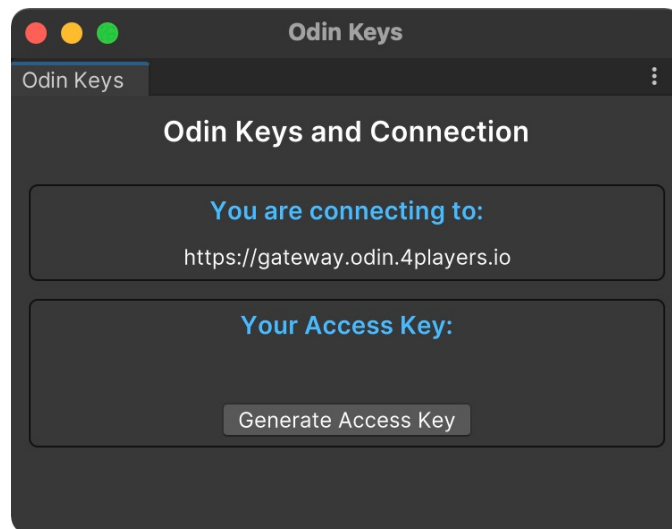 Odin Keys
Odin Keys
Odin Keys and Connection
You are connecting to:
https://gateway.odin.4players.io
Your Access Key:
Generate Access Key